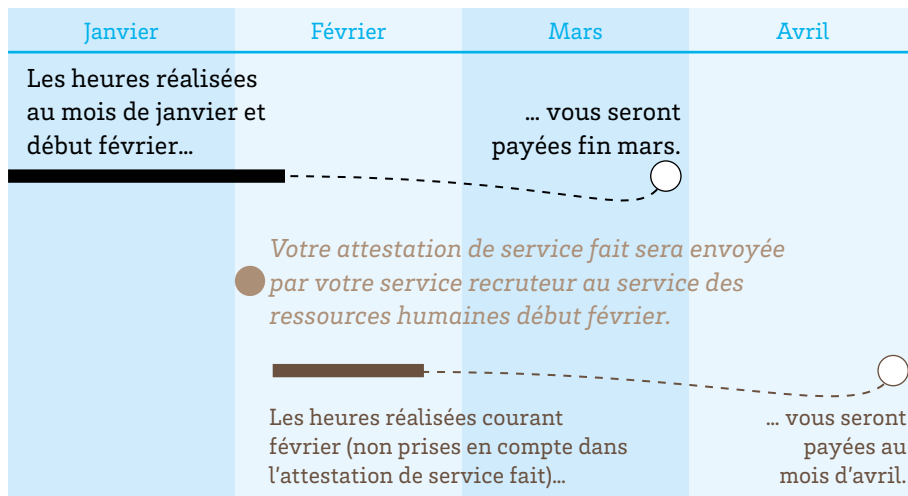 Janvier
Février
Mars
Avril
Les heures réalisées
au mois de janvier et
début février…
… vous seront
payées fin mars.
Votre attestation de service fait sera envoyée
par votre service recruteur au service des
ressources humaines début février.
Les heures réalisées courant
février (non prises en compte dans
l'attestation de service fait)…
… vous seront
payées au
mois d'avril.